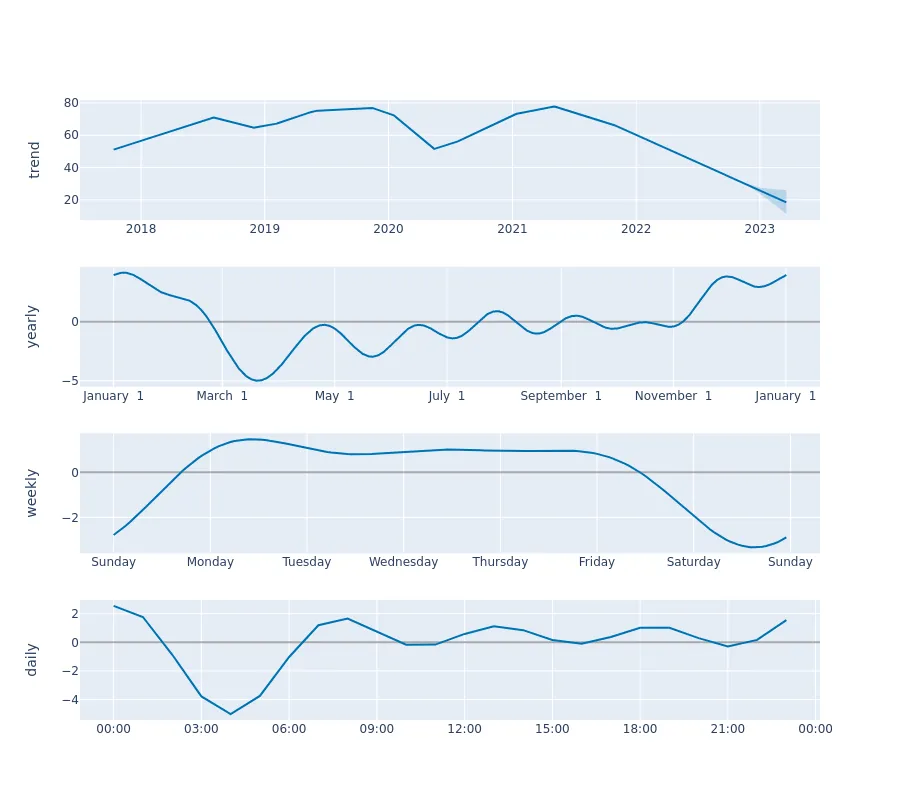 trend
80
60
40
20
2018 2019 2020 2021 2022 2023
yearly
0
−5
January 1 March 1 May 1 July 1 September 1 November 1 January 1
weekly
0
−2
Sunday Monday Tuesday Wednesday Thursday Friday Saturday Sunday
daily
2
0
−2
−4
00:00 03:00 06:00 09:00 12:00 15:00 18:00 21:00 00:00